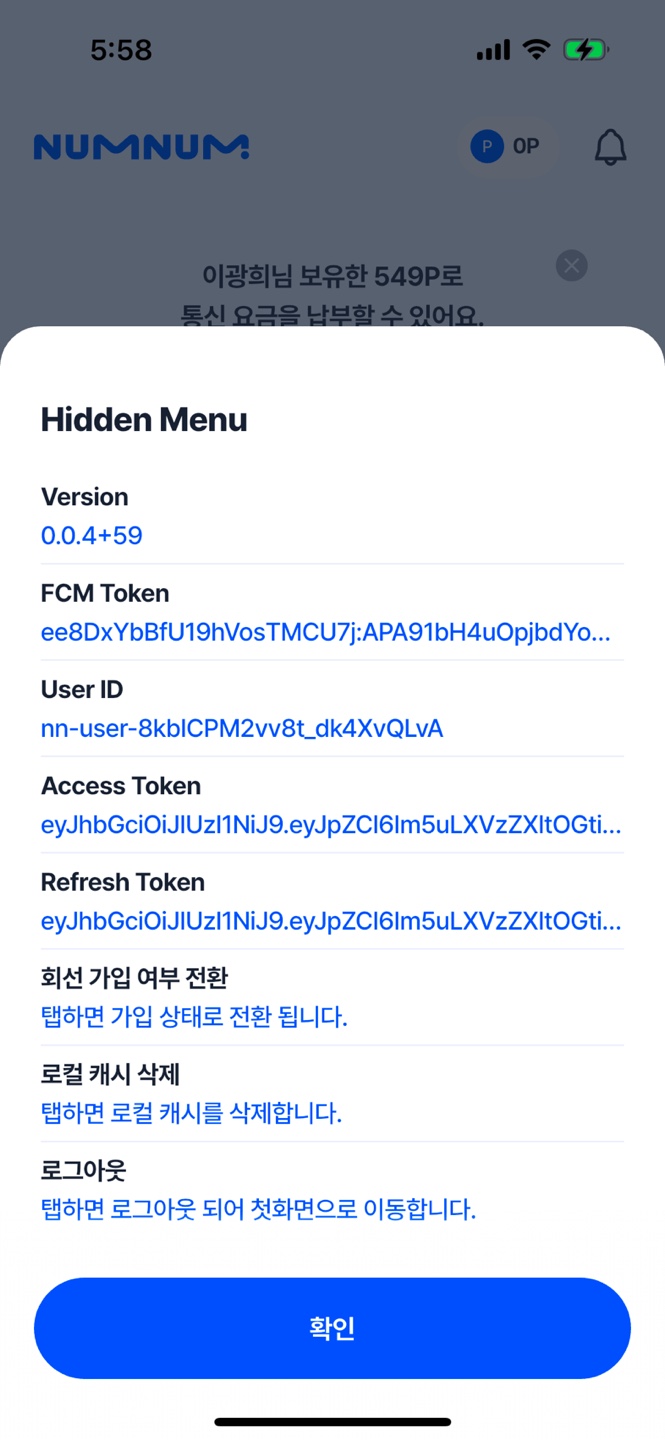 5:58
NUMNUM
P 0P
이광희님 보유한 549P로
통신 요금을 납부할 수 있어요.
Hidden Menu
Version
0.0.4+59
FCM Token
ee8DxYbBfU19hVosTMCU7j:APA91bH4uOpjbdYo...
User ID
nn-user-8kbICPM2vv8t_dk4XvQLvA
Access Token
eyJhbGciOiJIUzI1NiJ9.eyJpZCI6Im5uLXVzZXItOGti...
Refresh Token
eyJhbGciOiJIUzI1NiJ9.eyJpZCI6Im5uLXVzZXItOGti...
회선 가입 여부 전환
탭하면 가입 상태로 전환 됩니다.
로컬 캐시 삭제
탭하면 로컬 캐시를 삭제합니다.
로그아웃
탭하면 로그아웃 되어 첫화면으로 이동합니다.
확인